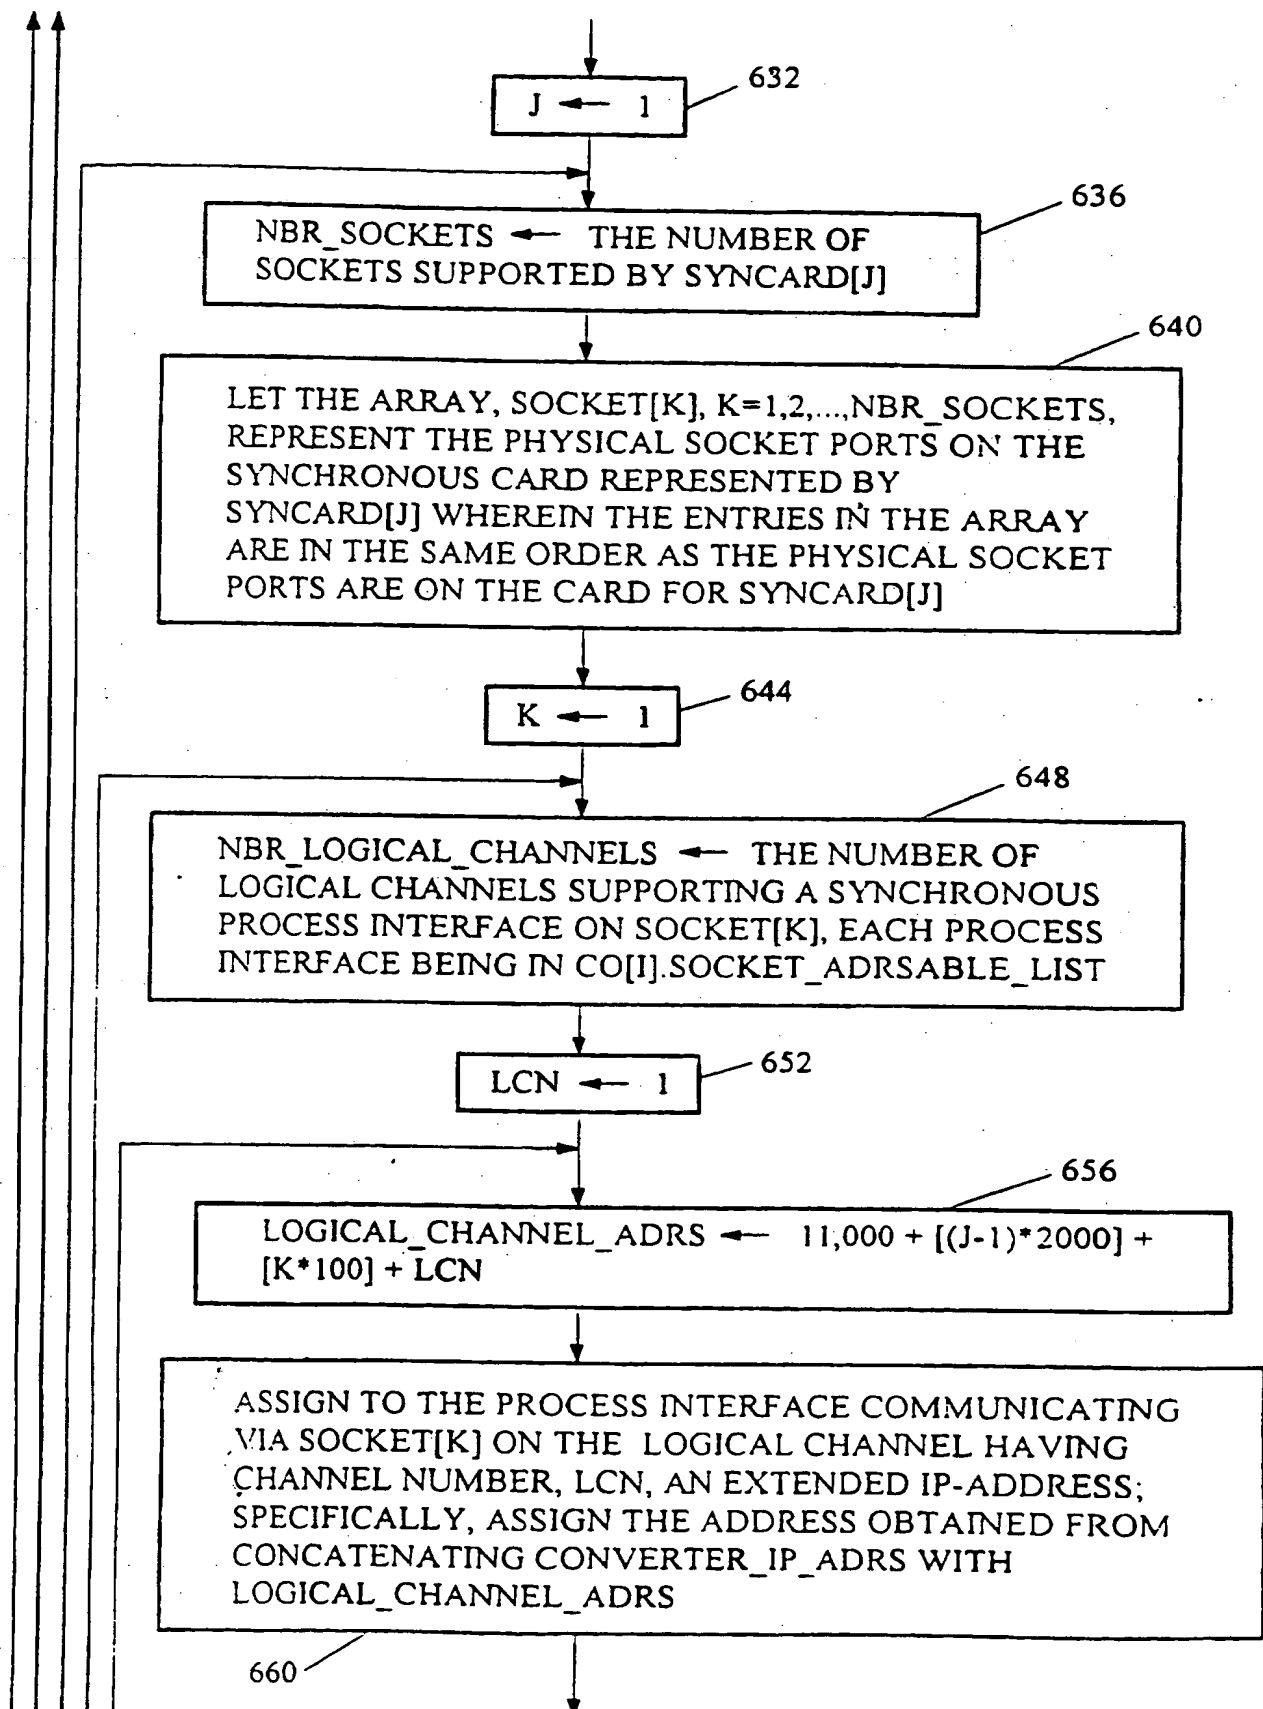 632
J ← 1
636
NBR_SOCKETS ← THE NUMBER OF
SOCKETS SUPPORTED BY SYNCARD[J]
640
LET THE ARRAY, SOCKET[K], K=1,2,...,NBR_SOCKETS,
REPRESENT THE PHYSICAL SOCKET PORTS ON THE
SYNCHRONOUS CARD REPRESENTED BY
SYNCARD[J] WHEREIN THE ENTRIES IN THE ARRAY
ARE IN THE SAME ORDER AS THE PHYSICAL SOCKET
PORTS ARE ON THE CARD FOR SYNCARD[J]
644
K ← 1
648
NBR_LOGICAL_CHANNELS ← THE NUMBER OF
LOGICAL CHANNELS SUPPORTING A SYNCHRONOUS
PROCESS INTERFACE ON SOCKET[K], EACH PROCESS
INTERFACE BEING IN CO[I].SOCKET_ADRSABLE_LIST
652
LCN ← 1
656
LOGICAL_CHANNEL_ADRS ← 11,000 + [(J-1)*2000] +
[K*100] + LCN
ASSIGN TO THE PROCESS INTERFACE COMMUNICATING
VIA SOCKET[K] ON THE LOGICAL CHANNEL HAVING
CHANNEL NUMBER, LCN, AN EXTENDED IP-ADDRESS;
SPECIFICALLY, ASSIGN THE ADDRESS OBTAINED FROM
CONCATENATING CONVERTER_IP_ADRS WITH
LOGICAL_CHANNEL_ADRS
660